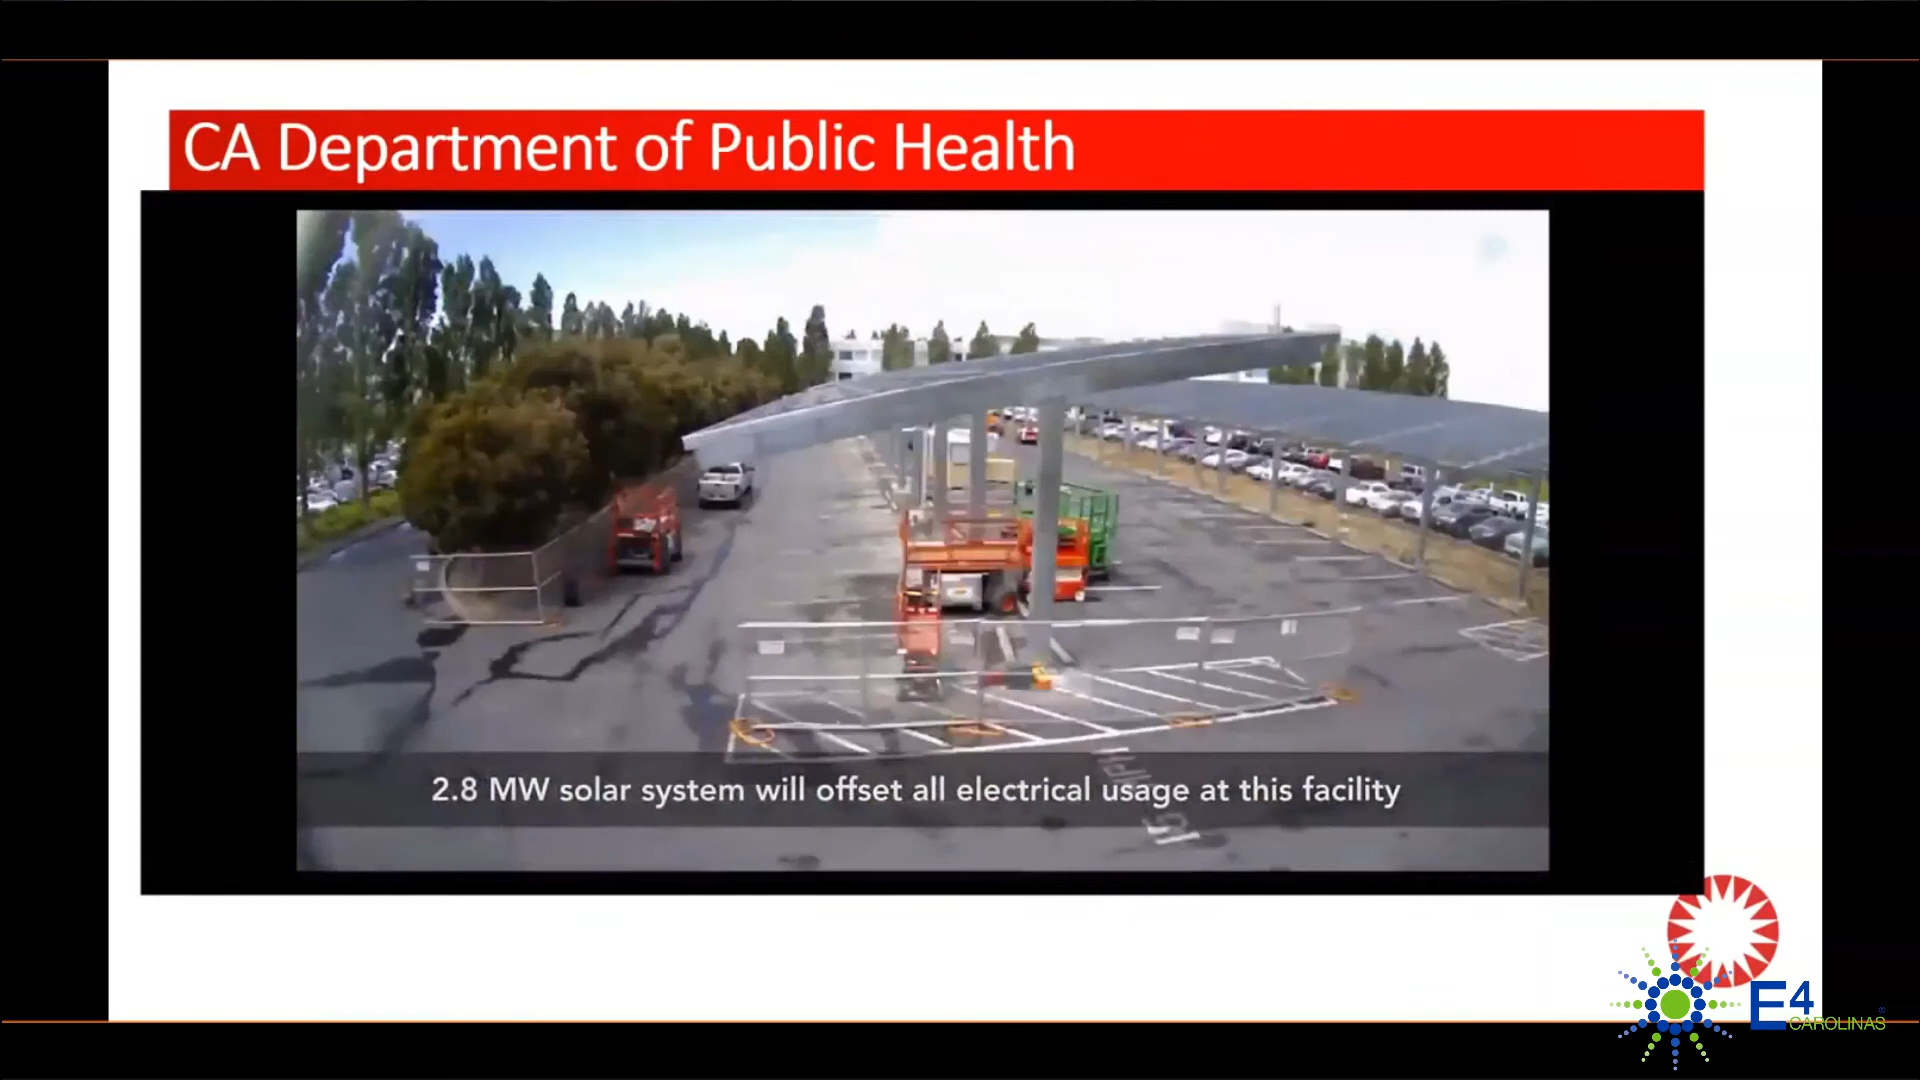 CA Department of Public Health
2.8 MW solar system will offset all electrical usage at this facility
E4
CAROLINAS